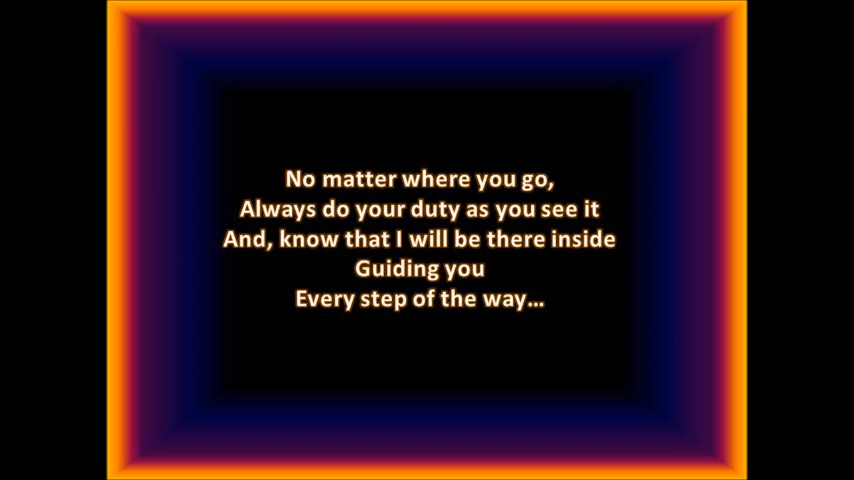 No matter where you go,
Always do your duty as you see it
And, know that I will be there inside
Guiding you
Every step of the way…